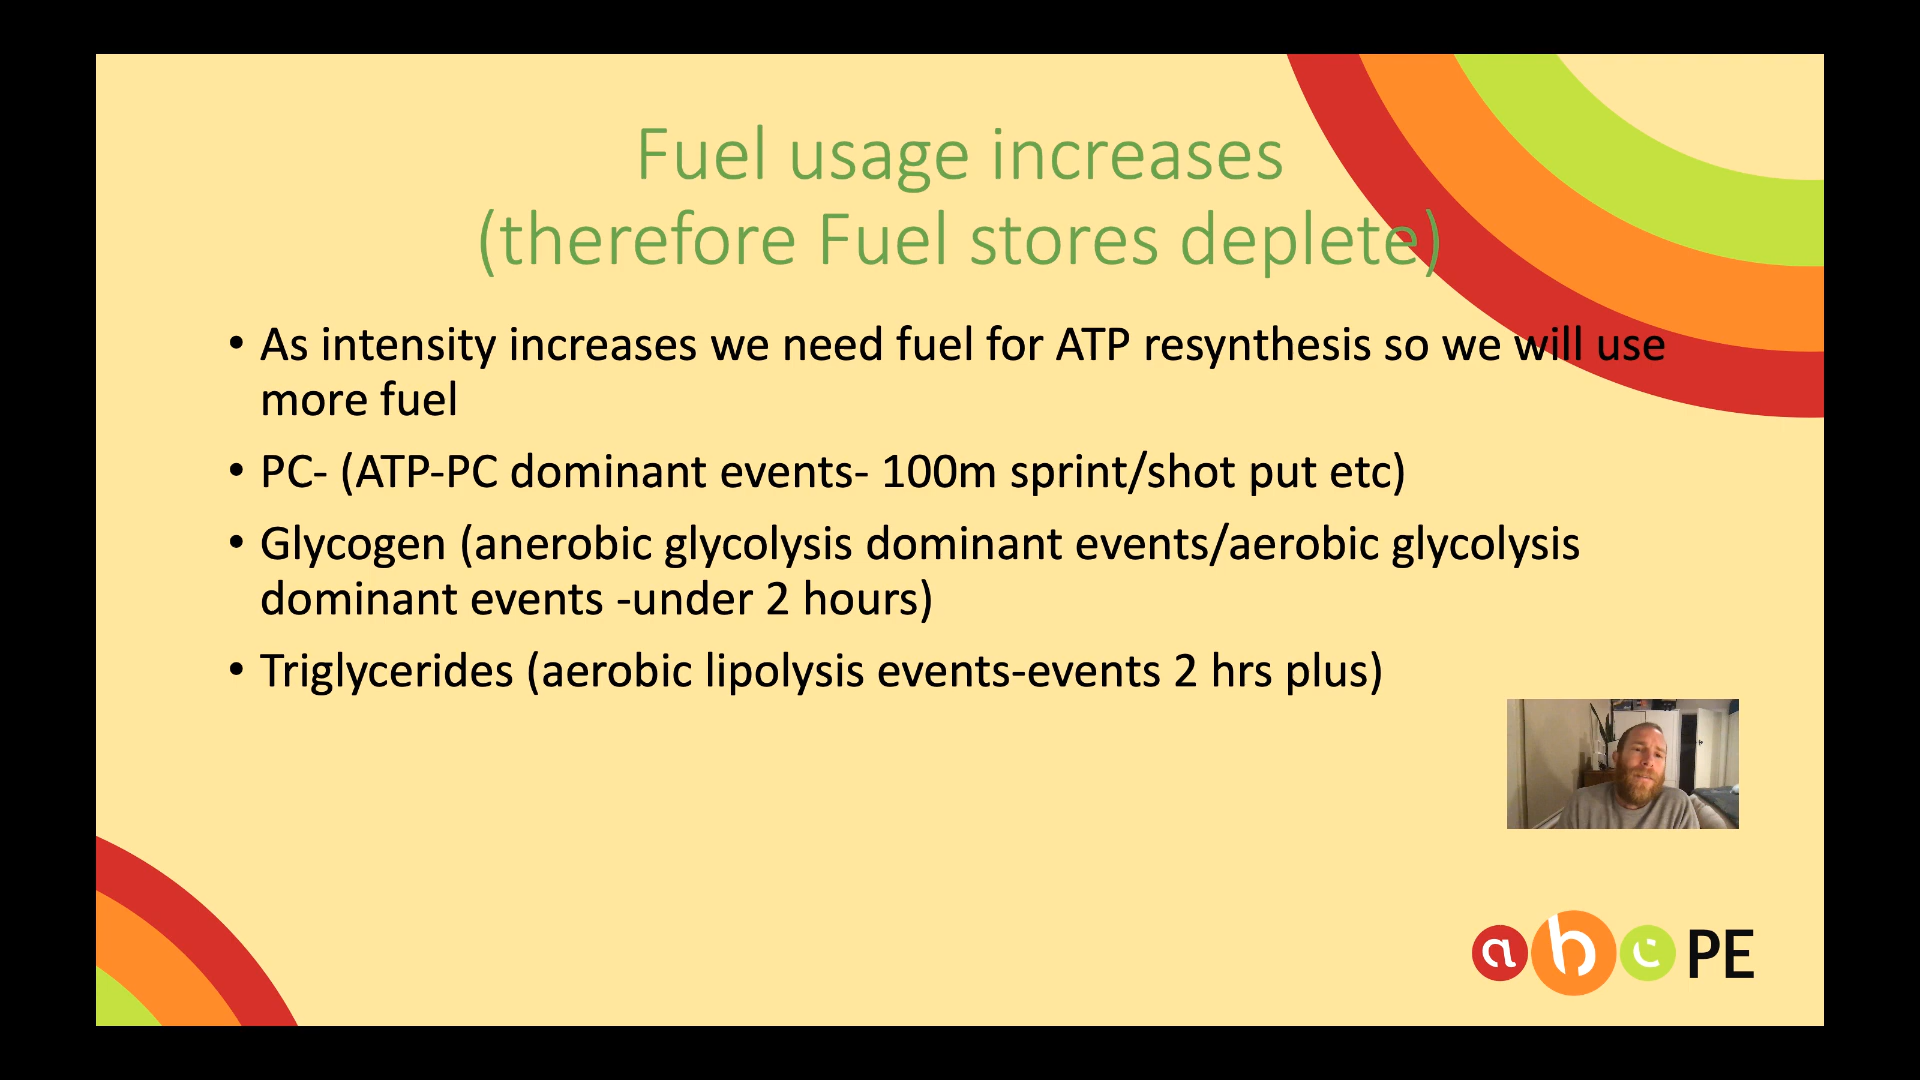 Fuel usage increases
(therefore Fuel stores deplete)
• As intensity increases we need fuel for ATP resynthesis so we will use
more fuel
• PC- (ATP-PC dominant events- 100m sprint/shot put etc)
• Glycogen (anerobic glycolysis dominant events/aerobic glycolysis
dominant events -under 2 hours)
• Triglycerides (aerobic lipolysis events-events 2 hrs plus)
abc PE